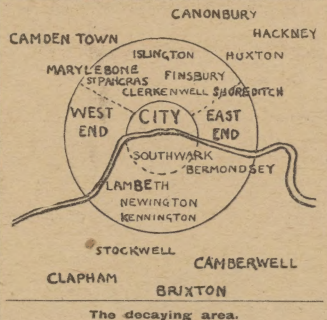 CANONBURY
HACKNEY
CAMDEN TOWN
ISLINGTON
HUXTON
MARYLEBONE
ST PANCRAS
FINSBURY
CLERKENWELL
SHOREDITCH
WEST
END
CITY
EAST
END
SOUTHWARK
BERMONDSEY
LAMBETH
NEWINGTON
KENNINGTON
STOCKWELL
CAMBERWELL
CLAPHAM
BRIXTON
The decaying area.